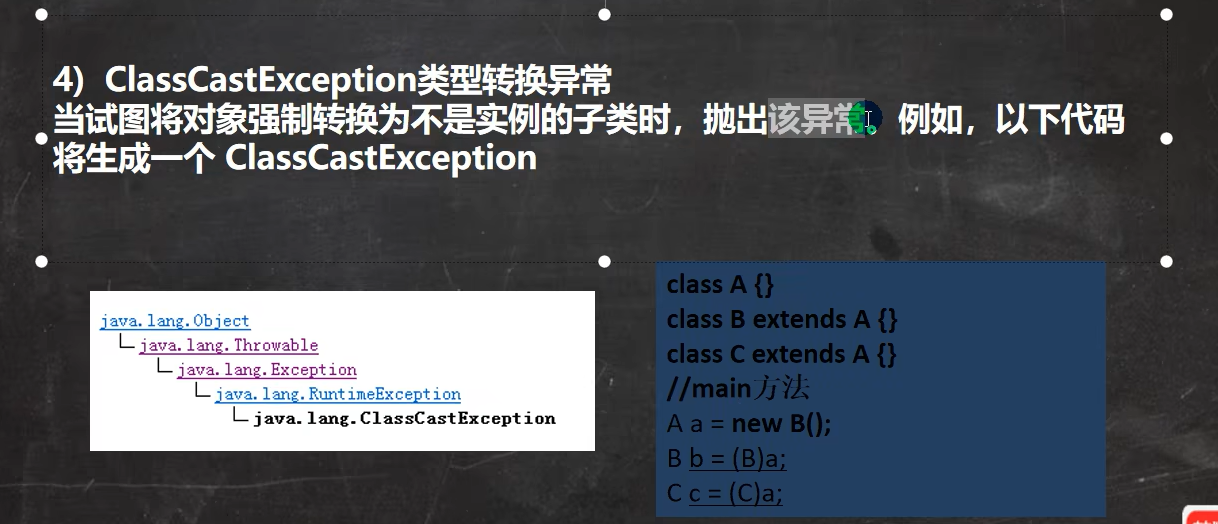 4) ClassCastException类型转换异常
当试图将对象强制转换为不是实例的子类时，抛出该异常。例如，以下代码
将生成一个 ClassCastException
java.lang.Object
java.lang.Throwable
java.lang.Exception
java.lang.RuntimeException
java.lang.ClassCastException
class A {}
class B extends A {}
class C extends A {}
//main方法
A a = new B();
B b = (B)a;
C c = (C)a;